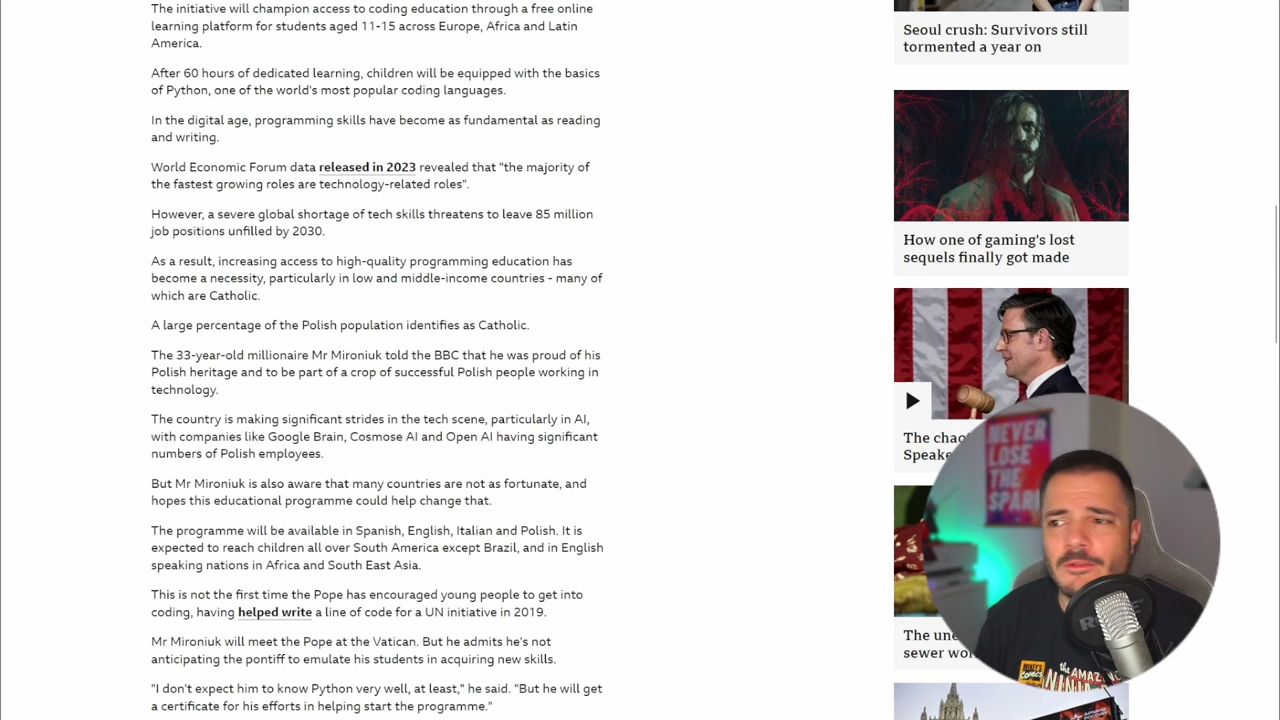 The initiative will champion access to coding education through a free online
learning platform for students aged 11-15 across Europe, Africa and Latin
America.
After 60 hours of dedicated learning, children will be equipped with the basics
of Python, one of the world's most popular coding languages.
In the digital age, programming skills have become as fundamental as reading
and writing.
World Economic Forum data released in 2023 revealed that "the majority of
the fastest growing roles are technology-related roles".
However, a severe global shortage of tech skills threatens to leave 85 million
job positions unfilled by 2030.
As a result, increasing access to high-quality programming education has
become a necessity, particularly in low and middle-income countries - many of
which are Catholic.
A large percentage of the Polish population identifies as Catholic.
The 33-year-old millionaire Mr Mironiuk told the BBC that he was proud of his
Polish heritage and to be part of a crop of successful Polish people working in
technology.
The country is making significant strides in the tech scene, particularly in AI,
with companies like Google Brain, Cosmose AI and Open AI having significant
numbers of Polish employees.
But Mr Mironiuk is also aware that many countries are not as fortunate, and
hopes this educational programme could help change that.
The programme will be available in Spanish, English, Italian and Polish. It is
expected to reach children all over South America except Brazil, and in English
speaking nations in Africa and South East Asia.
This is not the first time the Pope has encouraged young people to get into
coding, having helped write a line of code for a UN initiative in 2019.
Mr Mironiuk will meet the Pope at the Vatican. But he admits he's not
anticipating the pontiff to emulate his students in acquiring new skills.
"I don't expect him to know Python very well, at least," he said. "But he will get
a certificate for his efforts in helping start the programme."
Seoul crush: Survivors still
tormented a year on
How one of gaming's lost
sequels finally got made
The
The
sewer
NEVER
LOSE
THE
SPARK
the AMAZ